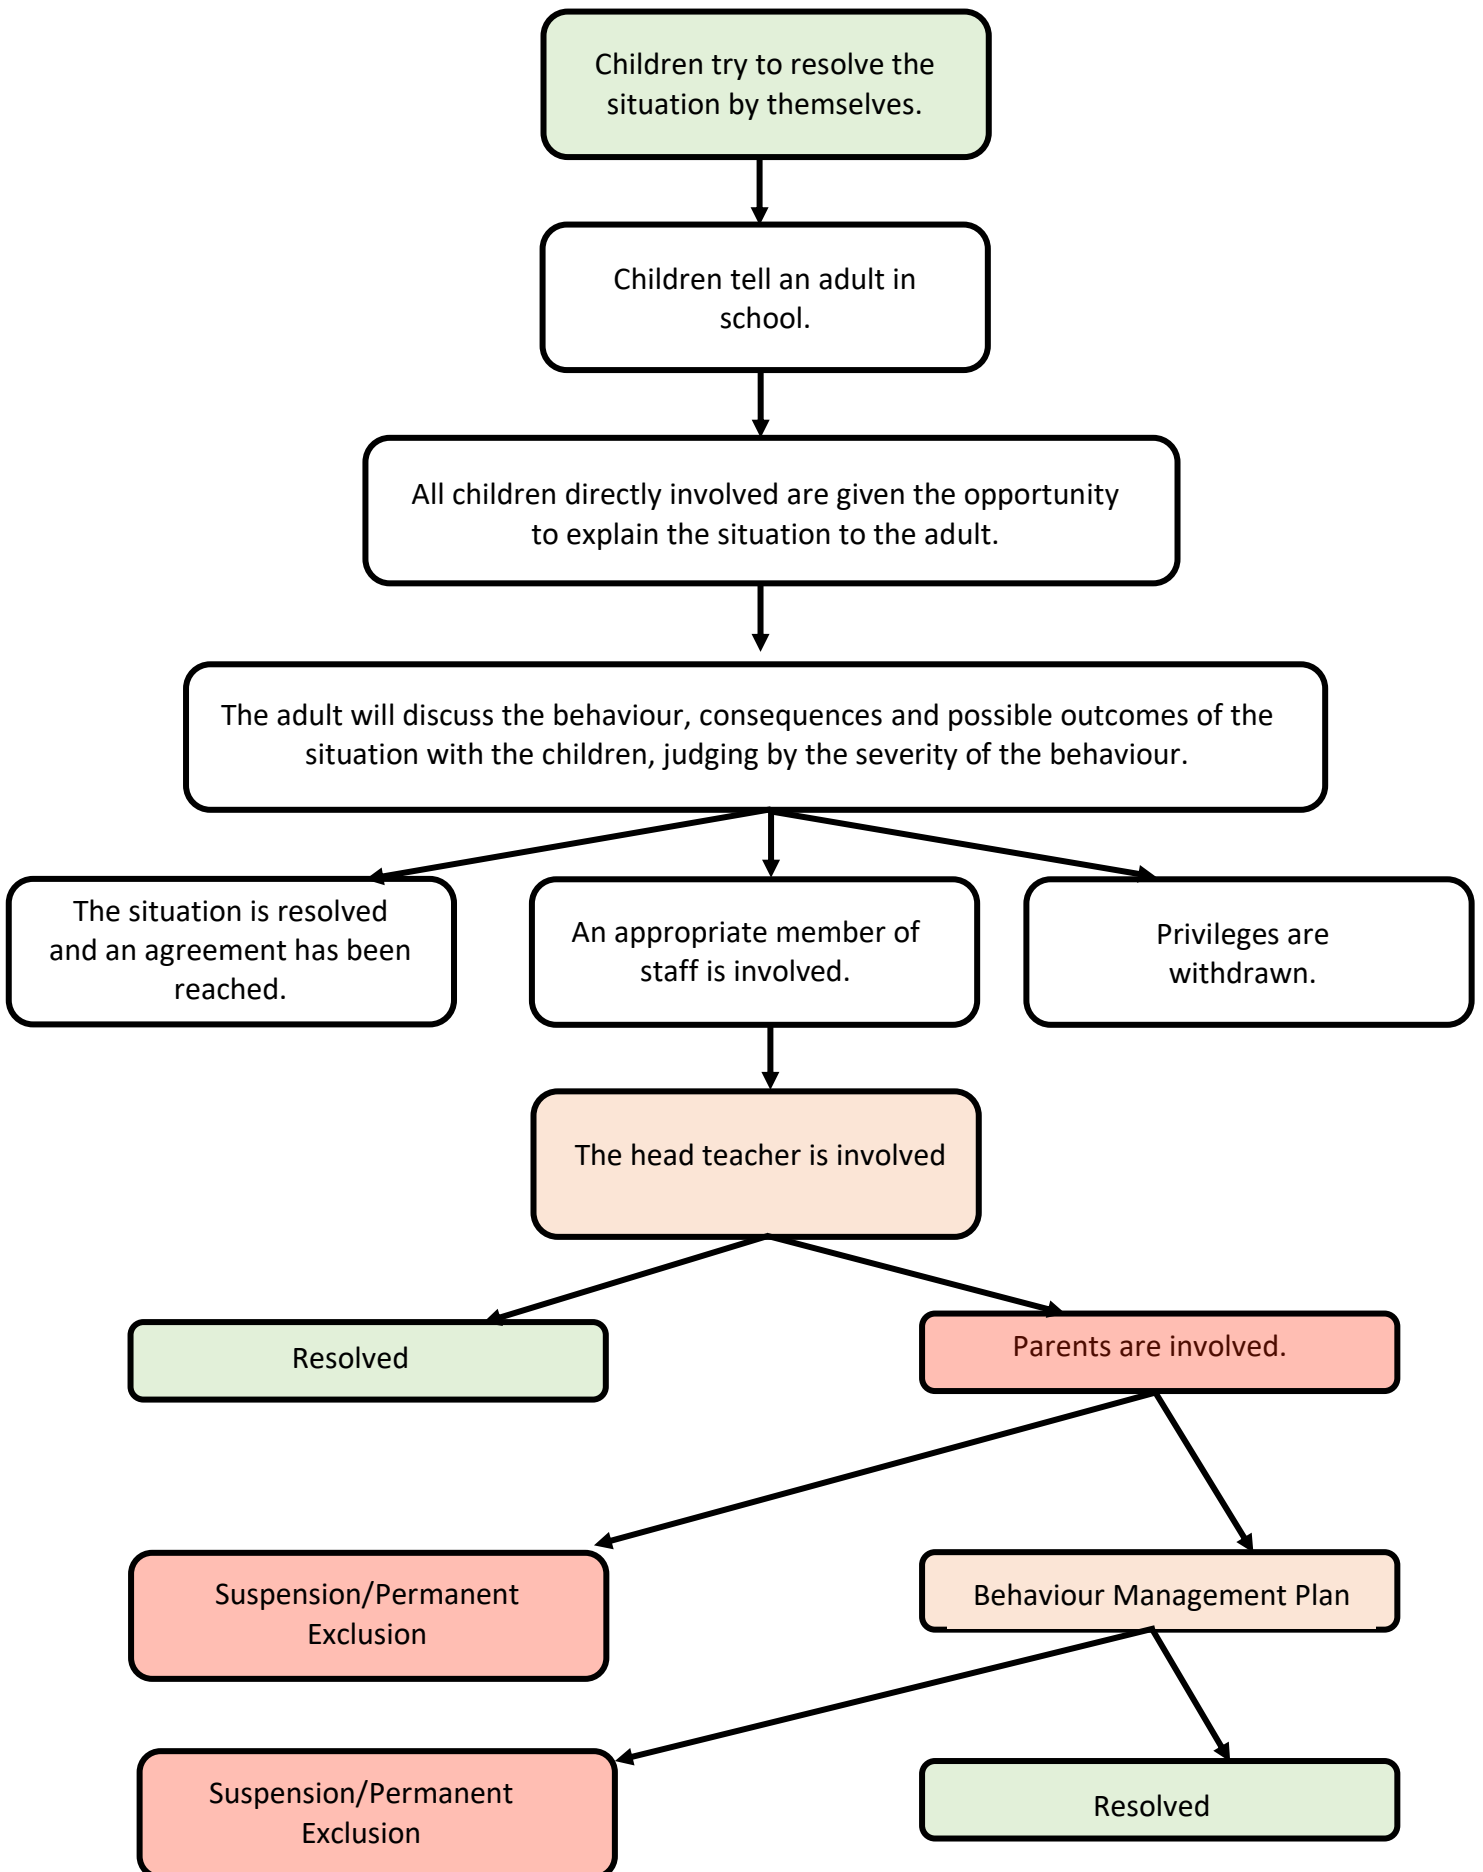 Children try to resolve the
situation by themselves.
Children tell an adult in
school.
All children directly involved are given the opportunity
to explain the situation to the adult.
The adult will discuss the behaviour, consequences and possible outcomes of the
situation with the children, judging by the severity of the behaviour.
The situation is resolved
and an agreement has been
reached.
An appropriate member of
staff is involved.
Privileges are
withdrawn.
The head teacher is involved
Resolved
Parents are involved.
Suspension/Permanent
Exclusion
Behaviour Management Plan
Suspension/Permanent
Exclusion
Resolved